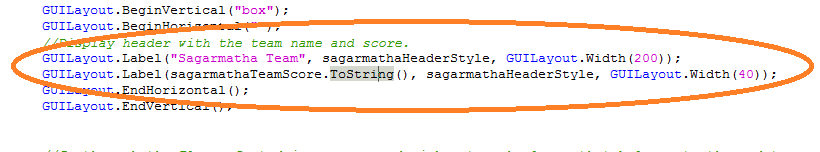 GUILayout.BeginVertical("box");
GUILayout.BeginHorizontal("");
//Display header with the team name and score.
GUILayout.Label("Sagarmatha Team", sagarmathaHeaderStyle, GUILayout.Width(200));
GUILayout.Label(sagarmathaTeamScore.ToString(), sagarmathaHeaderStyle, GUILayout.Width(40));
GUILayout.EndHorizontal();
GUILayout.EndVertical();